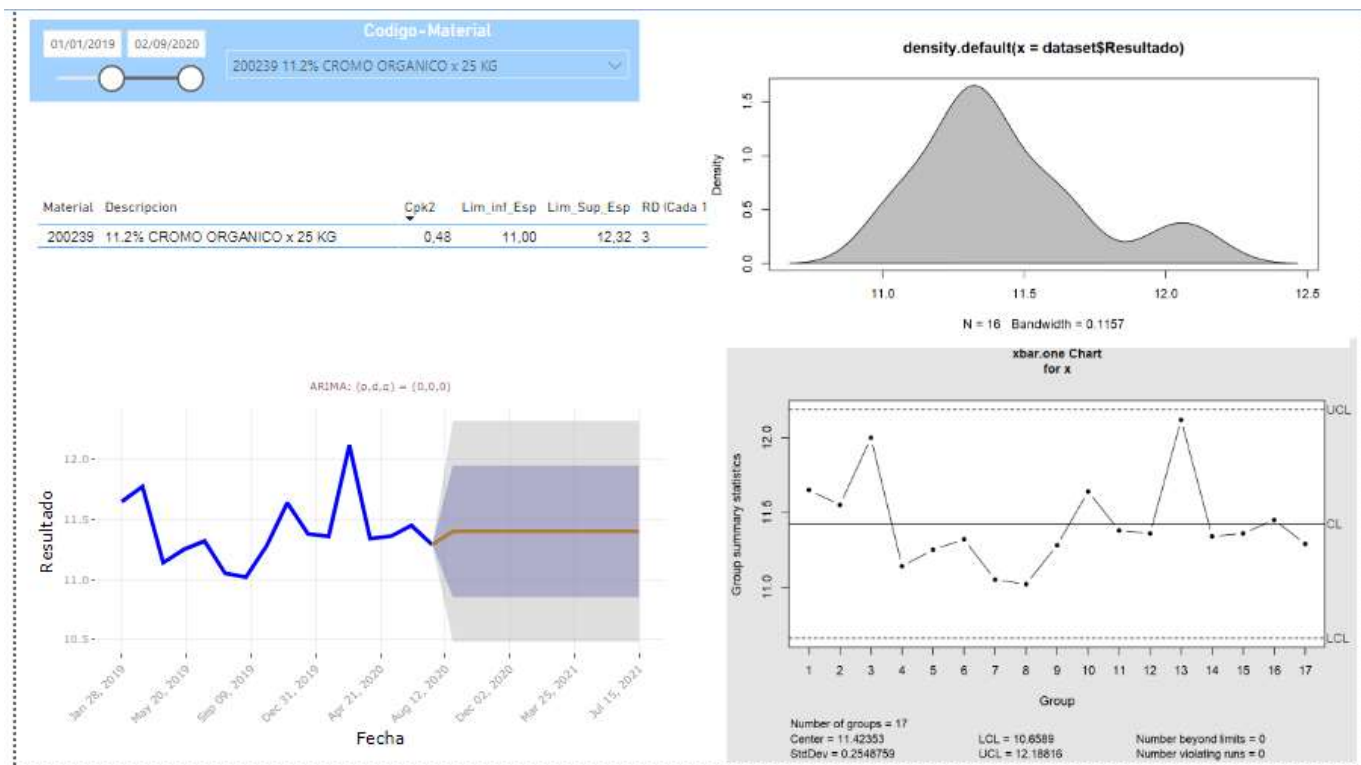 Codigo-Material
01/01/2019 02/09/2020
200239 11.2% CROMO ORGANICO x 25 KG
Material Descripcion Cpk2 Lim_inf_Esp Lim_Sup_Esp RD (Cada 1
200239 11.2% CROMO ORGANICO x 25 KG 0,48 11,00 12,32 3
density.default(x = dataset$Resultado)
Density
0.0 0.5 1.0 1.5
11.0 11.5 12.0 12.5
N = 16 Bandwidth = 0.1157
ARIMA: (p,d,q) = (0,0,0)
Resultado
12.0
11.5
11.0
10.5
Jan 28, 2019 May 20, 2019 Sep 09, 2019 Dec 31, 2019 Apr 21, 2020 Aug 12, 2020 Dec 02, 2020 Mar 25, 2021 Jul 15, 2021
Fecha
xbar.one Chart
for x
Group summary statistics
11.0 11.5 12.0
UCL
CL
LCL
1 2 3 4 5 6 7 8 9 10 11 12 13 14 15 16 17
Group
Number of groups = 17
Center = 11.42353 LCL = 10.6589 Number beyond limits = 0
StdDev = 0.2548759 UCL = 12.18816 Number violating runs = 0